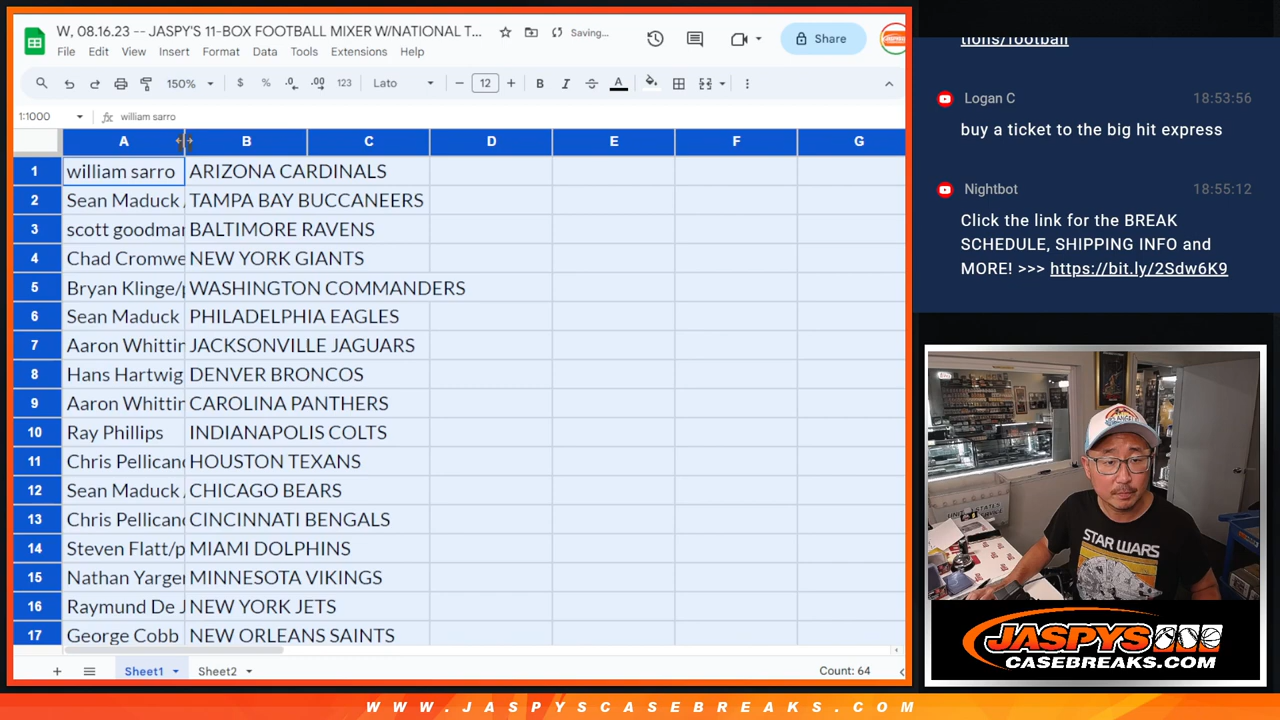 W, 08.16.23 -- JASPY'S 11-BOX FOOTBALL MIXER W/NATIONAL T...
Saving...
Share
File Edit View Insert Format Data Tools Extensions Help
150% $ % .0 .00 123 Lato 12 B I A
1:1000 fx william sarro
A B C D E F G
1 william sarro ARIZONA CARDINALS
2 Sean Maduck TAMPA BAY BUCCANEERS
3 scott goodman BALTIMORE RAVENS
4 Chad Cromwe NEW YORK GIANTS
5 Bryan Klinge/p WASHINGTON COMMANDERS
6 Sean Maduck PHILADELPHIA EAGLES
7 Aaron Whittin JACKSONVILLE JAGUARS
8 Hans Hartwig DENVER BRONCOS
9 Aaron Whittin CAROLINA PANTHERS
10 Ray Phillips INDIANAPOLIS COLTS
11 Chris Pellicano HOUSTON TEXANS
12 Sean Maduck CHICAGO BEARS
13 Chris Pellicano CINCINNATI BENGALS
14 Steven Flatt/p MIAMI DOLPHINS
15 Nathan Yarger MINNESOTA VIKINGS
16 Raymund De J NEW YORK JETS
17 George Cobb NEW ORLEANS SAINTS
Sheet1 Sheet2 Count: 64
tions/football
Logan C 18:53:56
buy a ticket to the big hit express
Nightbot 18:55:12
Click the link for the BREAK
SCHEDULE, SHIPPING INFO and
MORE! >>> https://bit.ly/2Sdw6K9
STAR WARS
JASPYS
CASEBREAKS.COM
WWW.JASPYSCASEBREAKS.COM